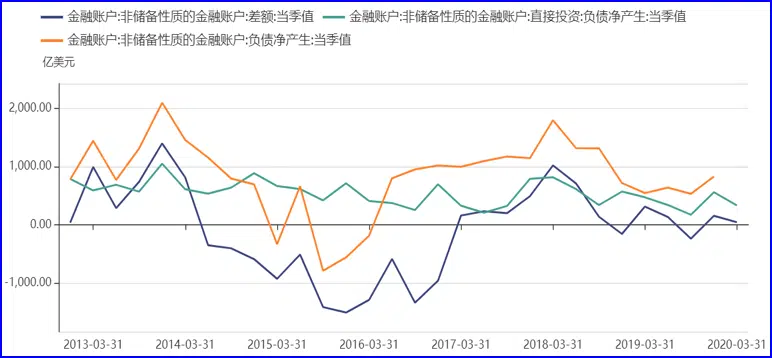 金融账户:非储备性质的金融账户:差额:当季值 金融账户:非储备性质的金融账户:直接投资:负债净产生:当季值
金融账户:非储备性质的金融账户:负债净产生:当季值
亿美元
2,000.00
1,000.00
0.00
-1,000.00
2013-03-31 2014-03-31 2015-03-31 2016-03-31 2017-03-31 2018-03-31 2019-03-31 2020-03-31